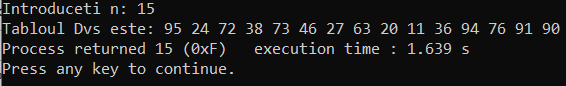 Introduceti n: 15
Tabloul Dvs este: 95 24 72 38 73 46 27 63 20 11 36 94 76 91 90
Process returned 15 (0xF)   execution time : 1.639 s
Press any key to continue.